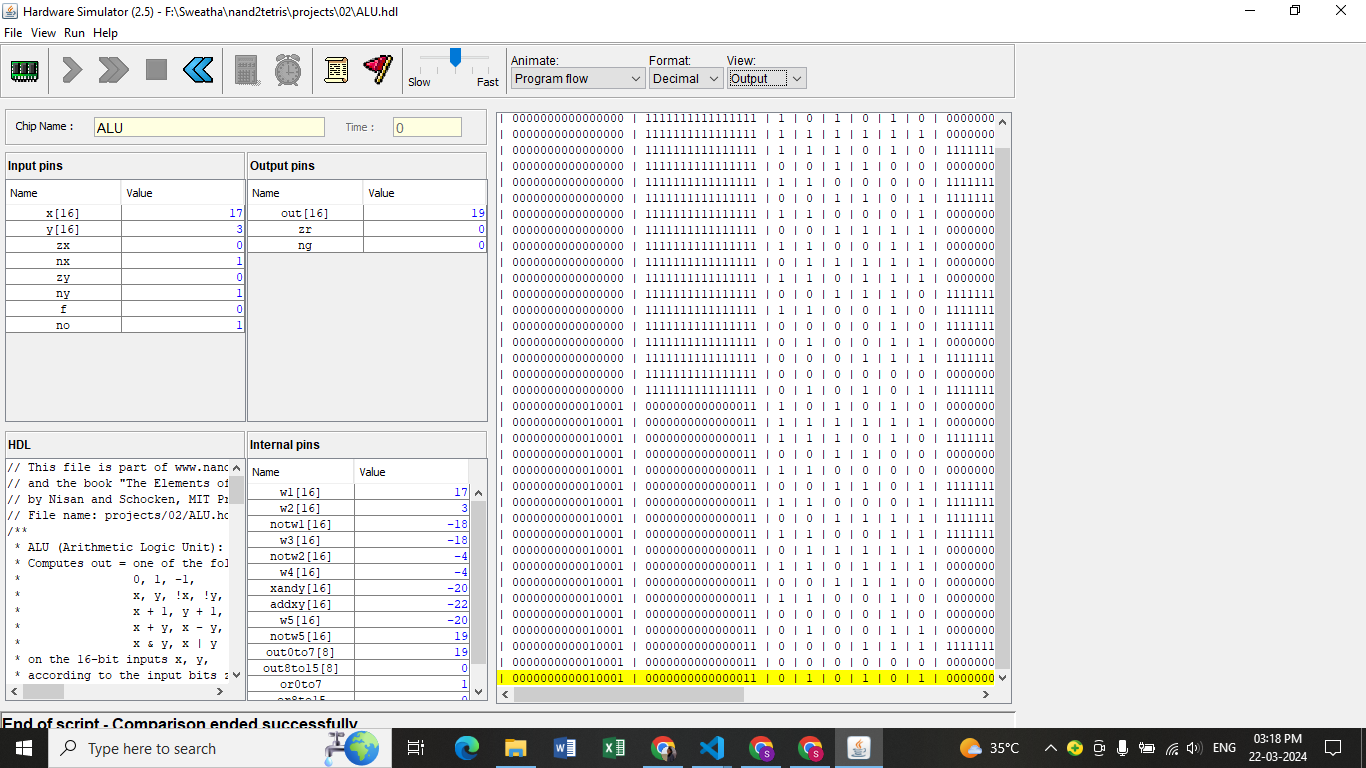 Hardware Simulator (2.5) - F:\Sweatha\nand2tetris\projects\02\ALU.hdl
File View Run Help
Slow Fast
Animate: Format: View:
Program flow Decimal Output
Chip Name : ALU Time : 0
Input pins
Name Value
x[16] 17
y[16] 3
zx 0
nx 1
zy 0
ny 1
f 0
no 1
Output pins
Name Value
out[16] 19
zr 0
ng 0
HDL
// This file is part of www.nand
// and the book "The Elements of
// by Nisan and Schocken, MIT Pr
// File name: projects/02/ALU.hd
/**
* ALU (Arithmetic Logic Unit):
* Computes out = one of the fol
* 0, 1, -1,
* x, y, !x, !y,
* x + 1, y + 1,
* x + y, x - y,
* x & y, x | y
* on the 16-bit inputs x, y,
* according to the input bits z
Internal pins
Name Value
w1[16] 17
w2[16] 3
notw1[16] -18
w3[16] -18
notw2[16] -4
w4[16] -4
xandy[16] -20
addxy[16] -22
w5[16] -20
notw5[16] 19
out0to7[8] 19
out8to15[8] 0
or0to7 1
or8to15 0
| 0000000000000000 | 1111111111111111 | 1 | 0 | 1 | 0 | 1 | 0 | 0000000
| 0000000000000000 | 1111111111111111 | 1 | 1 | 1 | 1 | 1 | 1 | 0000000
| 0000000000000000 | 1111111111111111 | 1 | 1 | 1 | 0 | 1 | 0 | 1111111
| 0000000000000000 | 1111111111111111 | 0 | 0 | 1 | 1 | 0 | 0 | 0000000
| 0000000000000000 | 1111111111111111 | 1 | 1 | 0 | 0 | 0 | 0 | 1111111
| 0000000000000000 | 1111111111111111 | 0 | 0 | 1 | 1 | 0 | 1 | 1111111
| 0000000000000000 | 1111111111111111 | 1 | 1 | 0 | 0 | 0 | 1 | 0000000
| 0000000000000000 | 1111111111111111 | 0 | 0 | 1 | 1 | 1 | 1 | 0000000
| 0000000000000000 | 1111111111111111 | 1 | 1 | 0 | 0 | 1 | 1 | 0000000
| 0000000000000000 | 1111111111111111 | 0 | 1 | 1 | 1 | 1 | 1 | 0000000
| 0000000000000000 | 1111111111111111 | 1 | 1 | 0 | 1 | 1 | 1 | 0000000
| 0000000000000000 | 1111111111111111 | 0 | 0 | 1 | 1 | 1 | 0 | 1111111
| 0000000000000000 | 1111111111111111 | 1 | 1 | 0 | 0 | 1 | 0 | 1111111
| 0000000000000000 | 1111111111111111 | 0 | 0 | 0 | 0 | 1 | 0 | 1111111
| 0000000000000000 | 1111111111111111 | 0 | 1 | 0 | 0 | 1 | 1 | 0000000
| 0000000000000000 | 1111111111111111 | 0 | 0 | 0 | 1 | 1 | 1 | 1111111
| 0000000000000000 | 1111111111111111 | 0 | 0 | 0 | 0 | 0 | 0 | 0000000
| 0000000000000000 | 1111111111111111 | 0 | 1 | 0 | 1 | 0 | 1 | 1111111
| 0000000000010001 | 0000000000000011 | 1 | 0 | 1 | 0 | 1 | 0 | 0000000
| 0000000000010001 | 0000000000000011 | 1 | 1 | 1 | 1 | 1 | 1 | 0000000
| 0000000000010001 | 0000000000000011 | 1 | 1 | 1 | 0 | 1 | 0 | 1111111
| 0000000000010001 | 0000000000000011 | 0 | 0 | 1 | 1 | 0 | 0 | 0000000
| 0000000000010001 | 0000000000000011 | 1 | 1 | 0 | 0 | 0 | 0 | 0000000
| 0000000000010001 | 0000000000000011 | 0 | 0 | 1 | 1 | 0 | 1 | 1111111
| 0000000000010001 | 0000000000000011 | 1 | 1 | 0 | 0 | 0 | 1 | 1111111
| 0000000000010001 | 0000000000000011 | 0 | 0 | 1 | 1 | 1 | 1 | 1111111
| 0000000000010001 | 0000000000000011 | 1 | 1 | 0 | 0 | 1 | 1 | 1111111
| 0000000000010001 | 0000000000000011 | 0 | 1 | 1 | 1 | 1 | 1 | 0000000
| 0000000000010001 | 0000000000000011 | 1 | 1 | 0 | 1 | 1 | 1 | 0000000
| 0000000000010001 | 0000000000000011 | 0 | 0 | 1 | 1 | 1 | 0 | 0000000
| 0000000000010001 | 0000000000000011 | 1 | 1 | 0 | 0 | 1 | 0 | 0000000
| 0000000000010001 | 0000000000000011 | 0 | 0 | 0 | 0 | 1 | 0 | 0000000
| 0000000000010001 | 0000000000000011 | 0 | 1 | 0 | 0 | 1 | 1 | 0000000
| 0000000000010001 | 0000000000000011 | 0 | 0 | 0 | 1 | 1 | 1 | 1111111
| 0000000000010001 | 0000000000000011 | 0 | 0 | 0 | 0 | 0 | 0 | 0000000
| 0000000000010001 | 0000000000000011 | 0 | 1 | 0 | 1 | 0 | 1 | 0000000
End of script - Comparison ended successfully
Type here to search
35°C
ENG
03:18 PM
22-03-2024